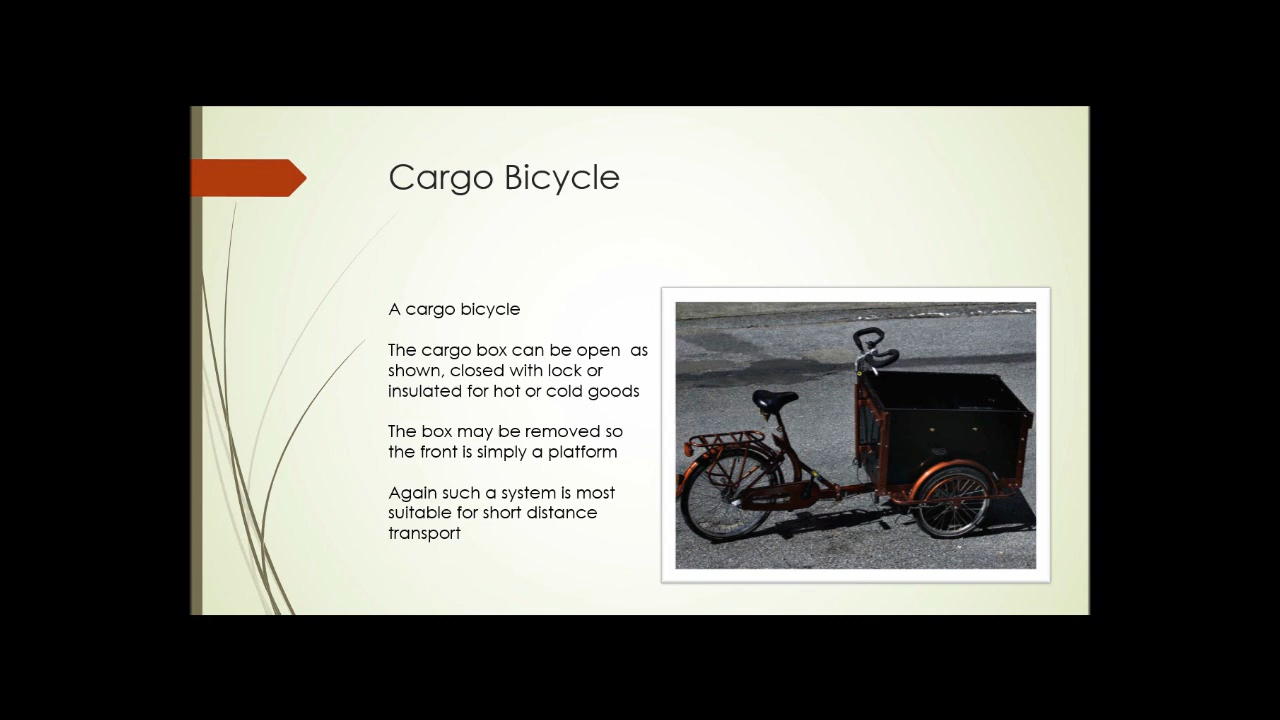 Cargo Bicycle
A cargo bicycle
The cargo box can be open  as
shown, closed with lock or
insulated for hot or cold goods
The box may be removed so
the front is simply a platform
Again such a system is most
suitable for short distance
transport